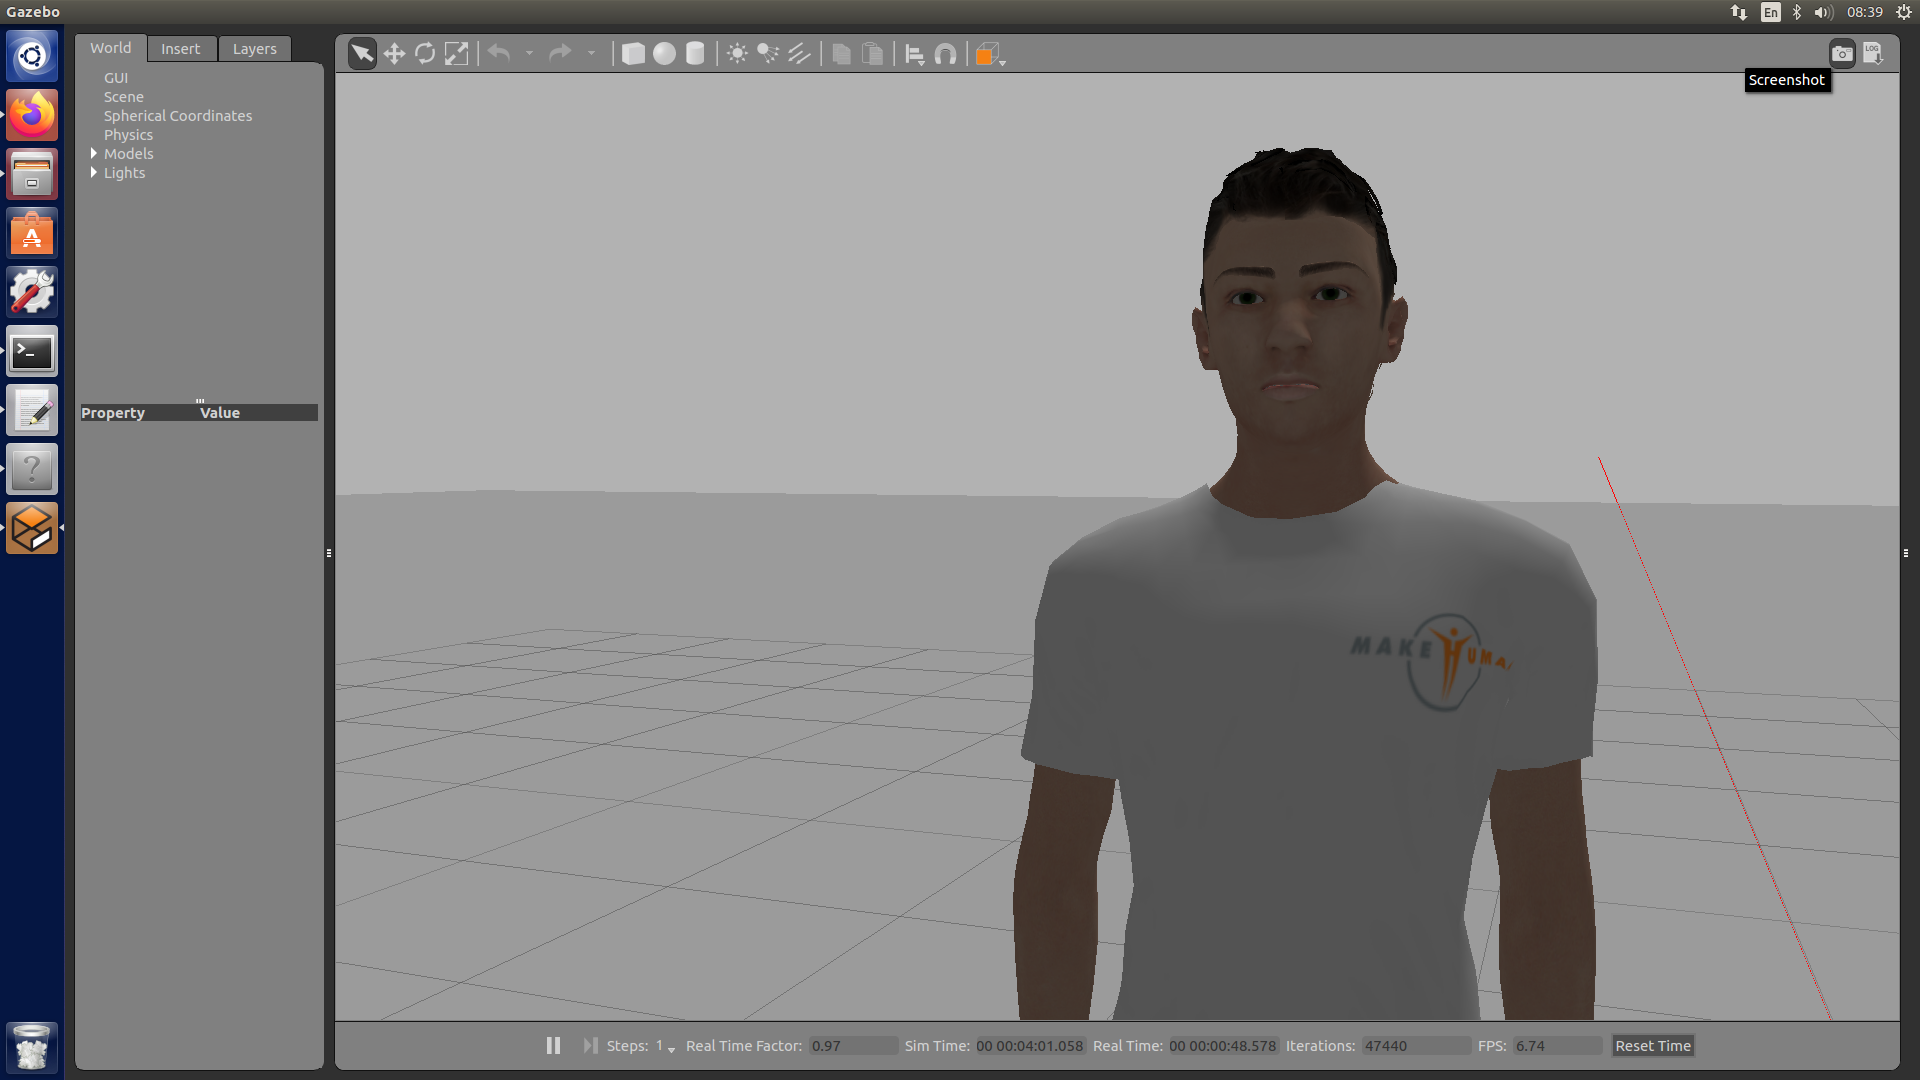 Gazebo
En
08:39
World Insert Layers
LOG
Screenshot
GUI
Scene
Spherical Coordinates
Physics
Models
Lights
Property Value
MAKE HUMA
Steps: 1 Real Time Factor: 0.97 Sim Time: 00 00:04:01.058 Real Time: 00 00:00:48.578 Iterations: 47440 FPS: 6.74 Reset Time